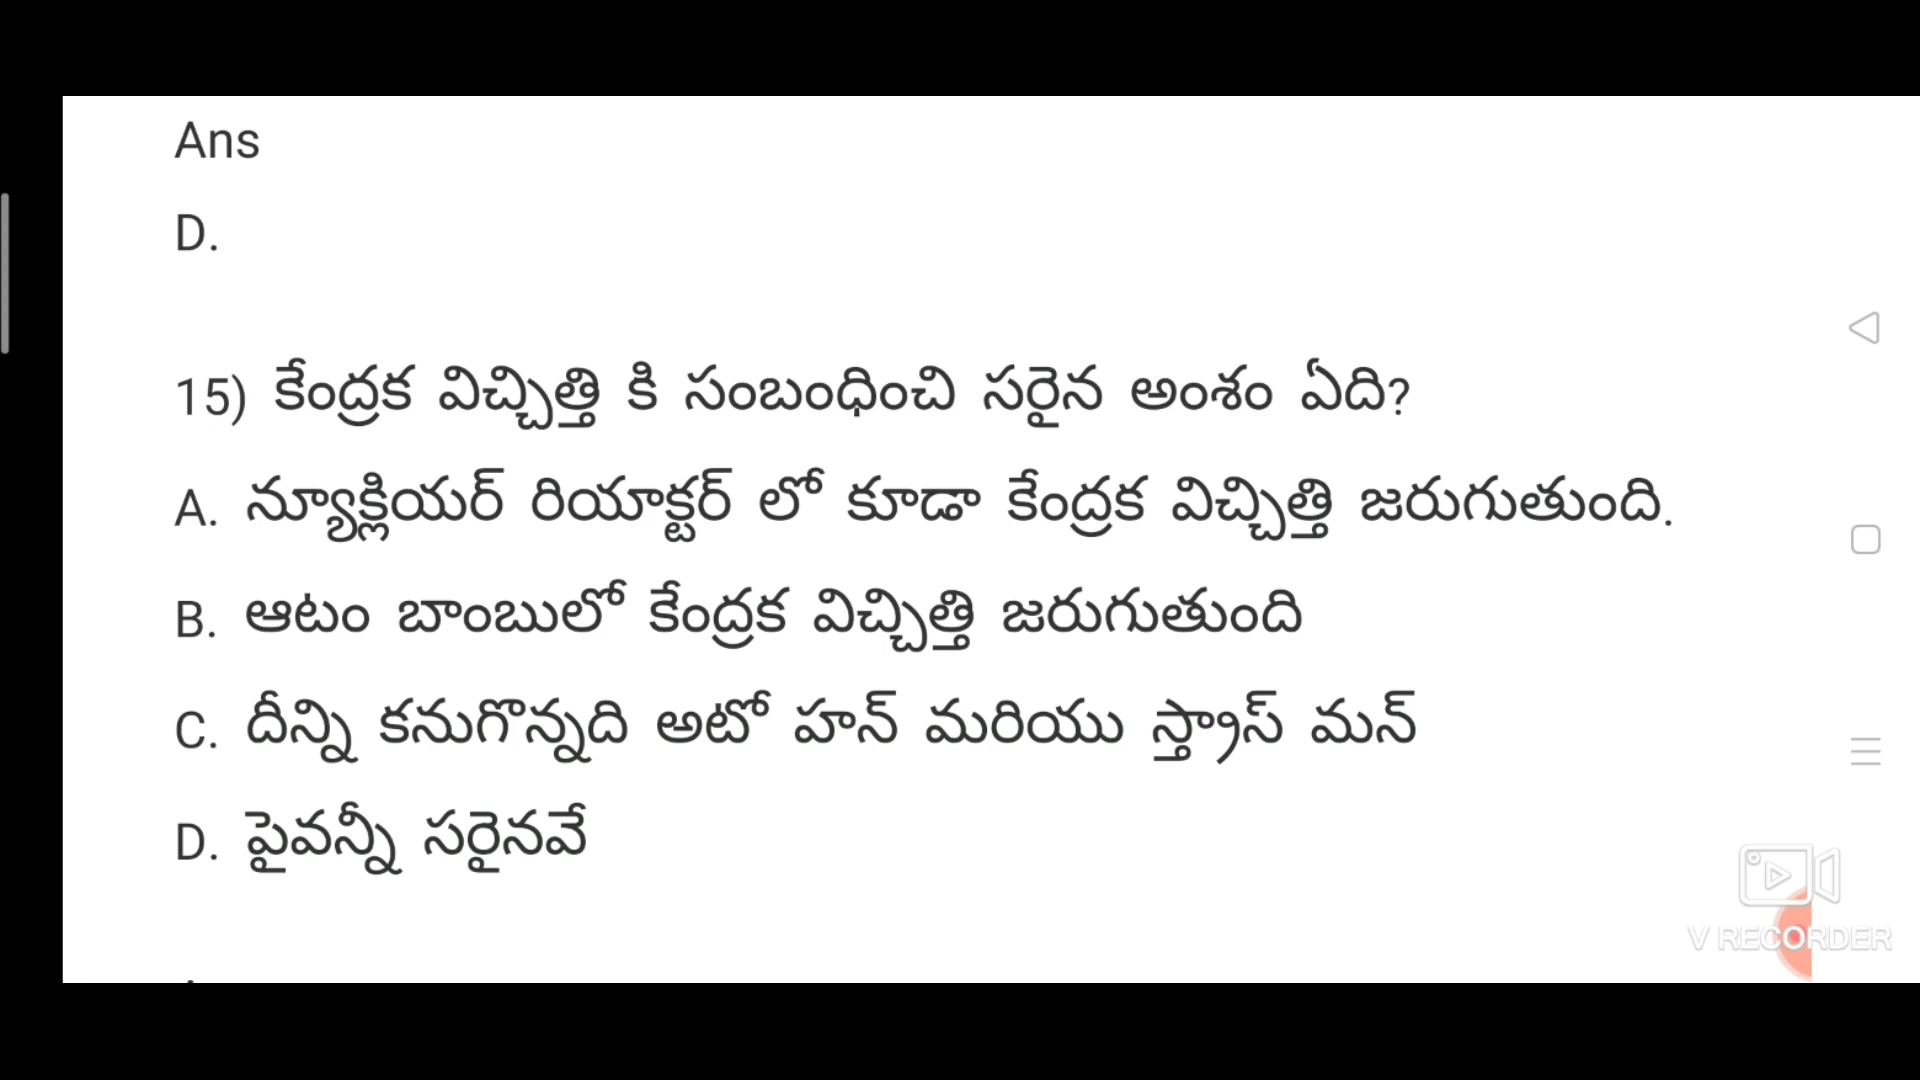 Ans
D.
15) కేంద్రక విచ్ఛిత్తి కి సంబంధించి సరైన అంశం ఏది?
A. న్యూక్లియర్ రియాక్టర్ లో కూడా కేంద్రక విచ్ఛిత్తి జరుగుతుంది.
B. ఆటం బాంబులో కేంద్రక విచ్ఛిత్తి జరుగుతుంది
C. దీన్ని కనుగొన్నది అటో హన్ మరియు స్త్రాస్ మన్
D. పైవన్నీ సరైనవే
V RECORDER